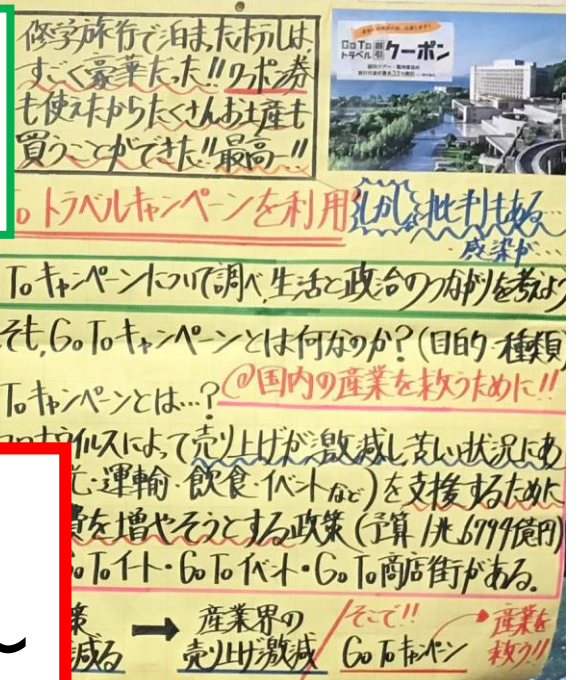 修学旅行で泊まったホテルは、
すごく豪華だった!!クーポン券
も使えたからたくさんお土産も
買うことができた!!最高ー!!
GoTo
トラベル
割引
クーポン
o トラベルキャンペーンを利用
しかし、批判もある…
感染が…
Toキャンペーンについて調べ、生活と政治のつながりを考えよう
そも、GoToキャンペーンとは何なのか?(目的・種類)
Toキャンペーンとは…?
@国内の産業を救うために!!
ウイルスによって売り上げが激減し、苦しい状況にあ
・運輸・飲食・イベントなど)を支援するために
費を増やそうとする政策(予算1兆6794億円)
GoToイート・GoToイベント・GoTo商店街がある。
策
減る
→
産業界の
売り上げ激減
そこで!!
GoToキャンペーン
産業を
救う!!